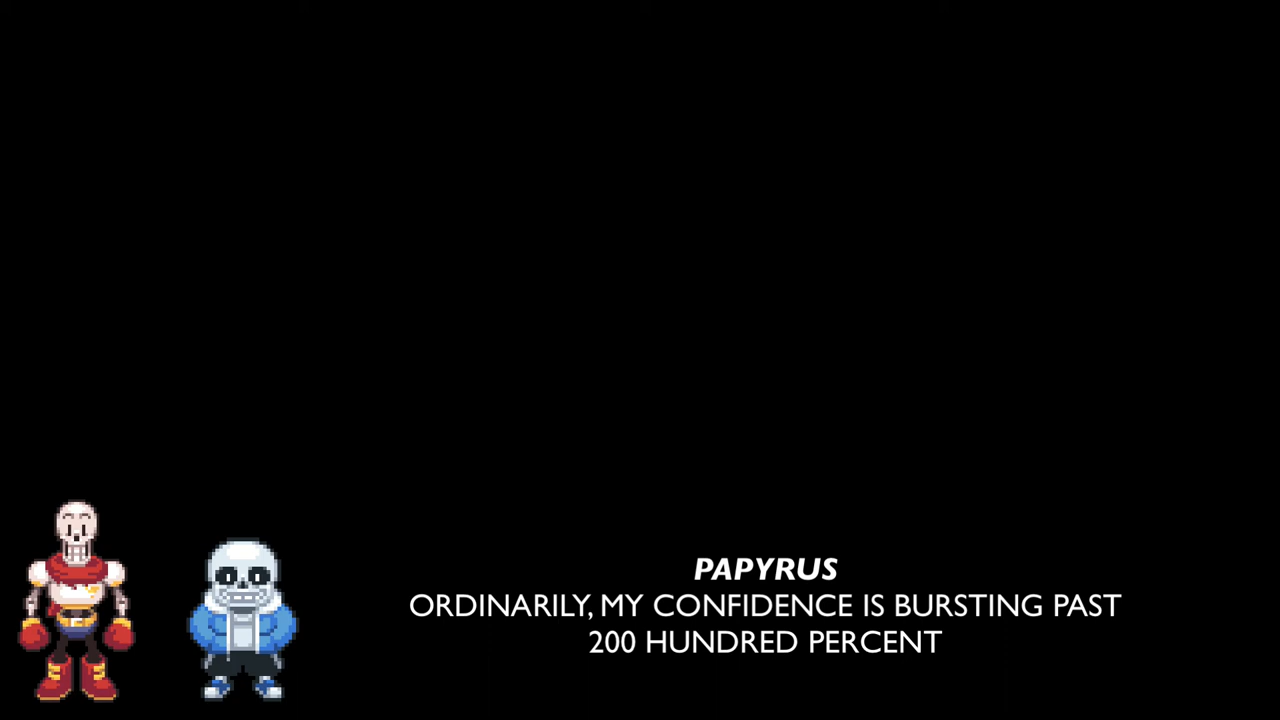 PAPYRUS
ORDINARILY, MY CONFIDENCE IS BURSTING PAST
200 HUNDRED PERCENT